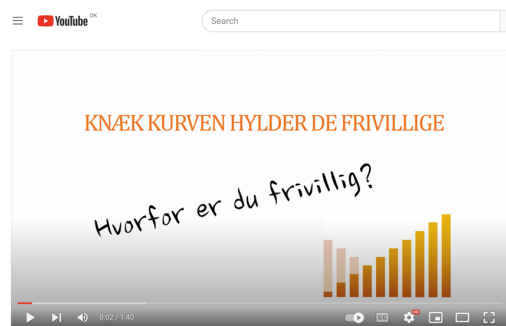 YouTube DK
Search
KNÆK KURVEN HYLDER DE FRIVILLIGE
Hvorfor er du frivillig?
0:02 / 1:40